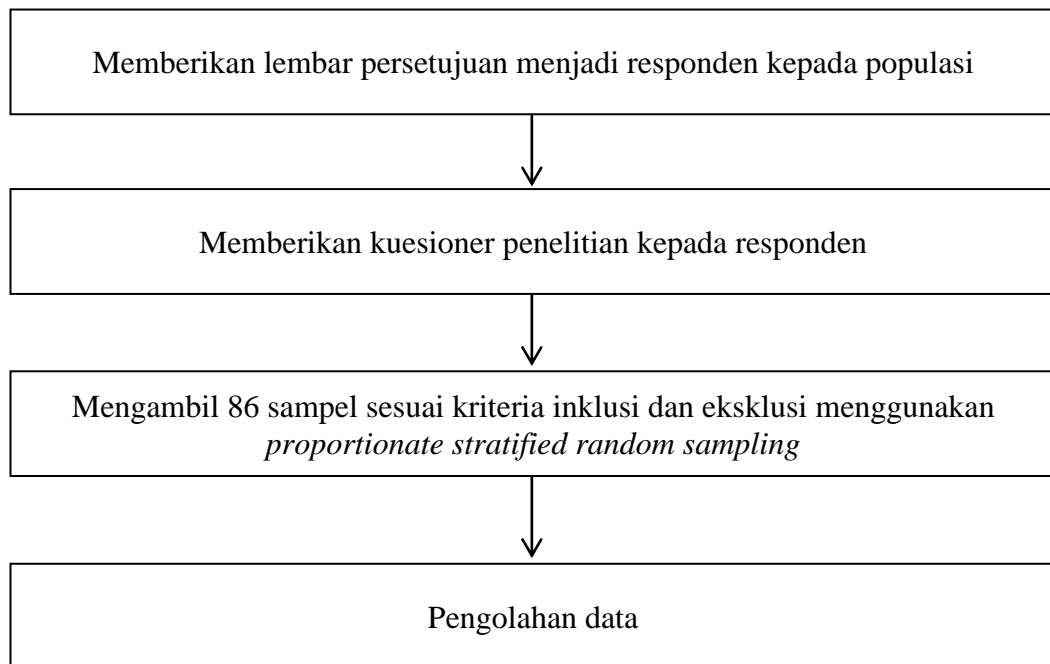 Memberikan lembar persetujuan menjadi responden kepada populasi
Memberikan kuesioner penelitian kepada responden
Mengambil 86 sampel sesuai kriteria inklusi dan eksklusi menggunakan
proportionate stratified random sampling
Pengolahan data